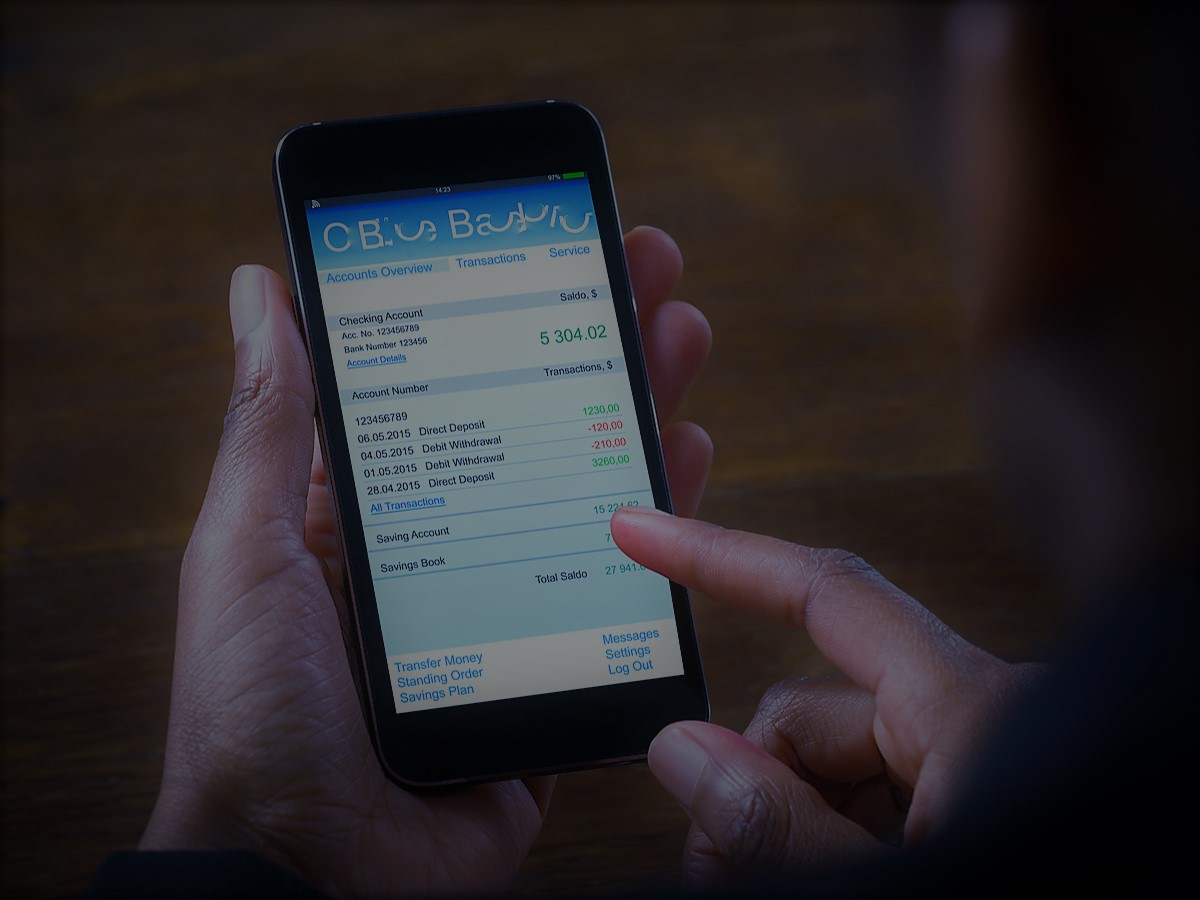 14:23 97%
Accounts Overview Transactions Service
Checking Account Saldo, $
Acc. No. 123456789
Bank Number 123456 5 304.02
Account Details
Account Number Transactions, $
123456789
06.05.2015 Direct Deposit 1230,00
04.05.2015 Debit Withdrawal -120,00
01.05.2015 Debit Withdrawal -210,00
28.04.2015 Direct Deposit 3260,00
All Transactions
Saving Account 15
Savings Book
Total Saldo 27 941.
Transfer Money Messages
Standing Order Settings
Savings Plan Log Out